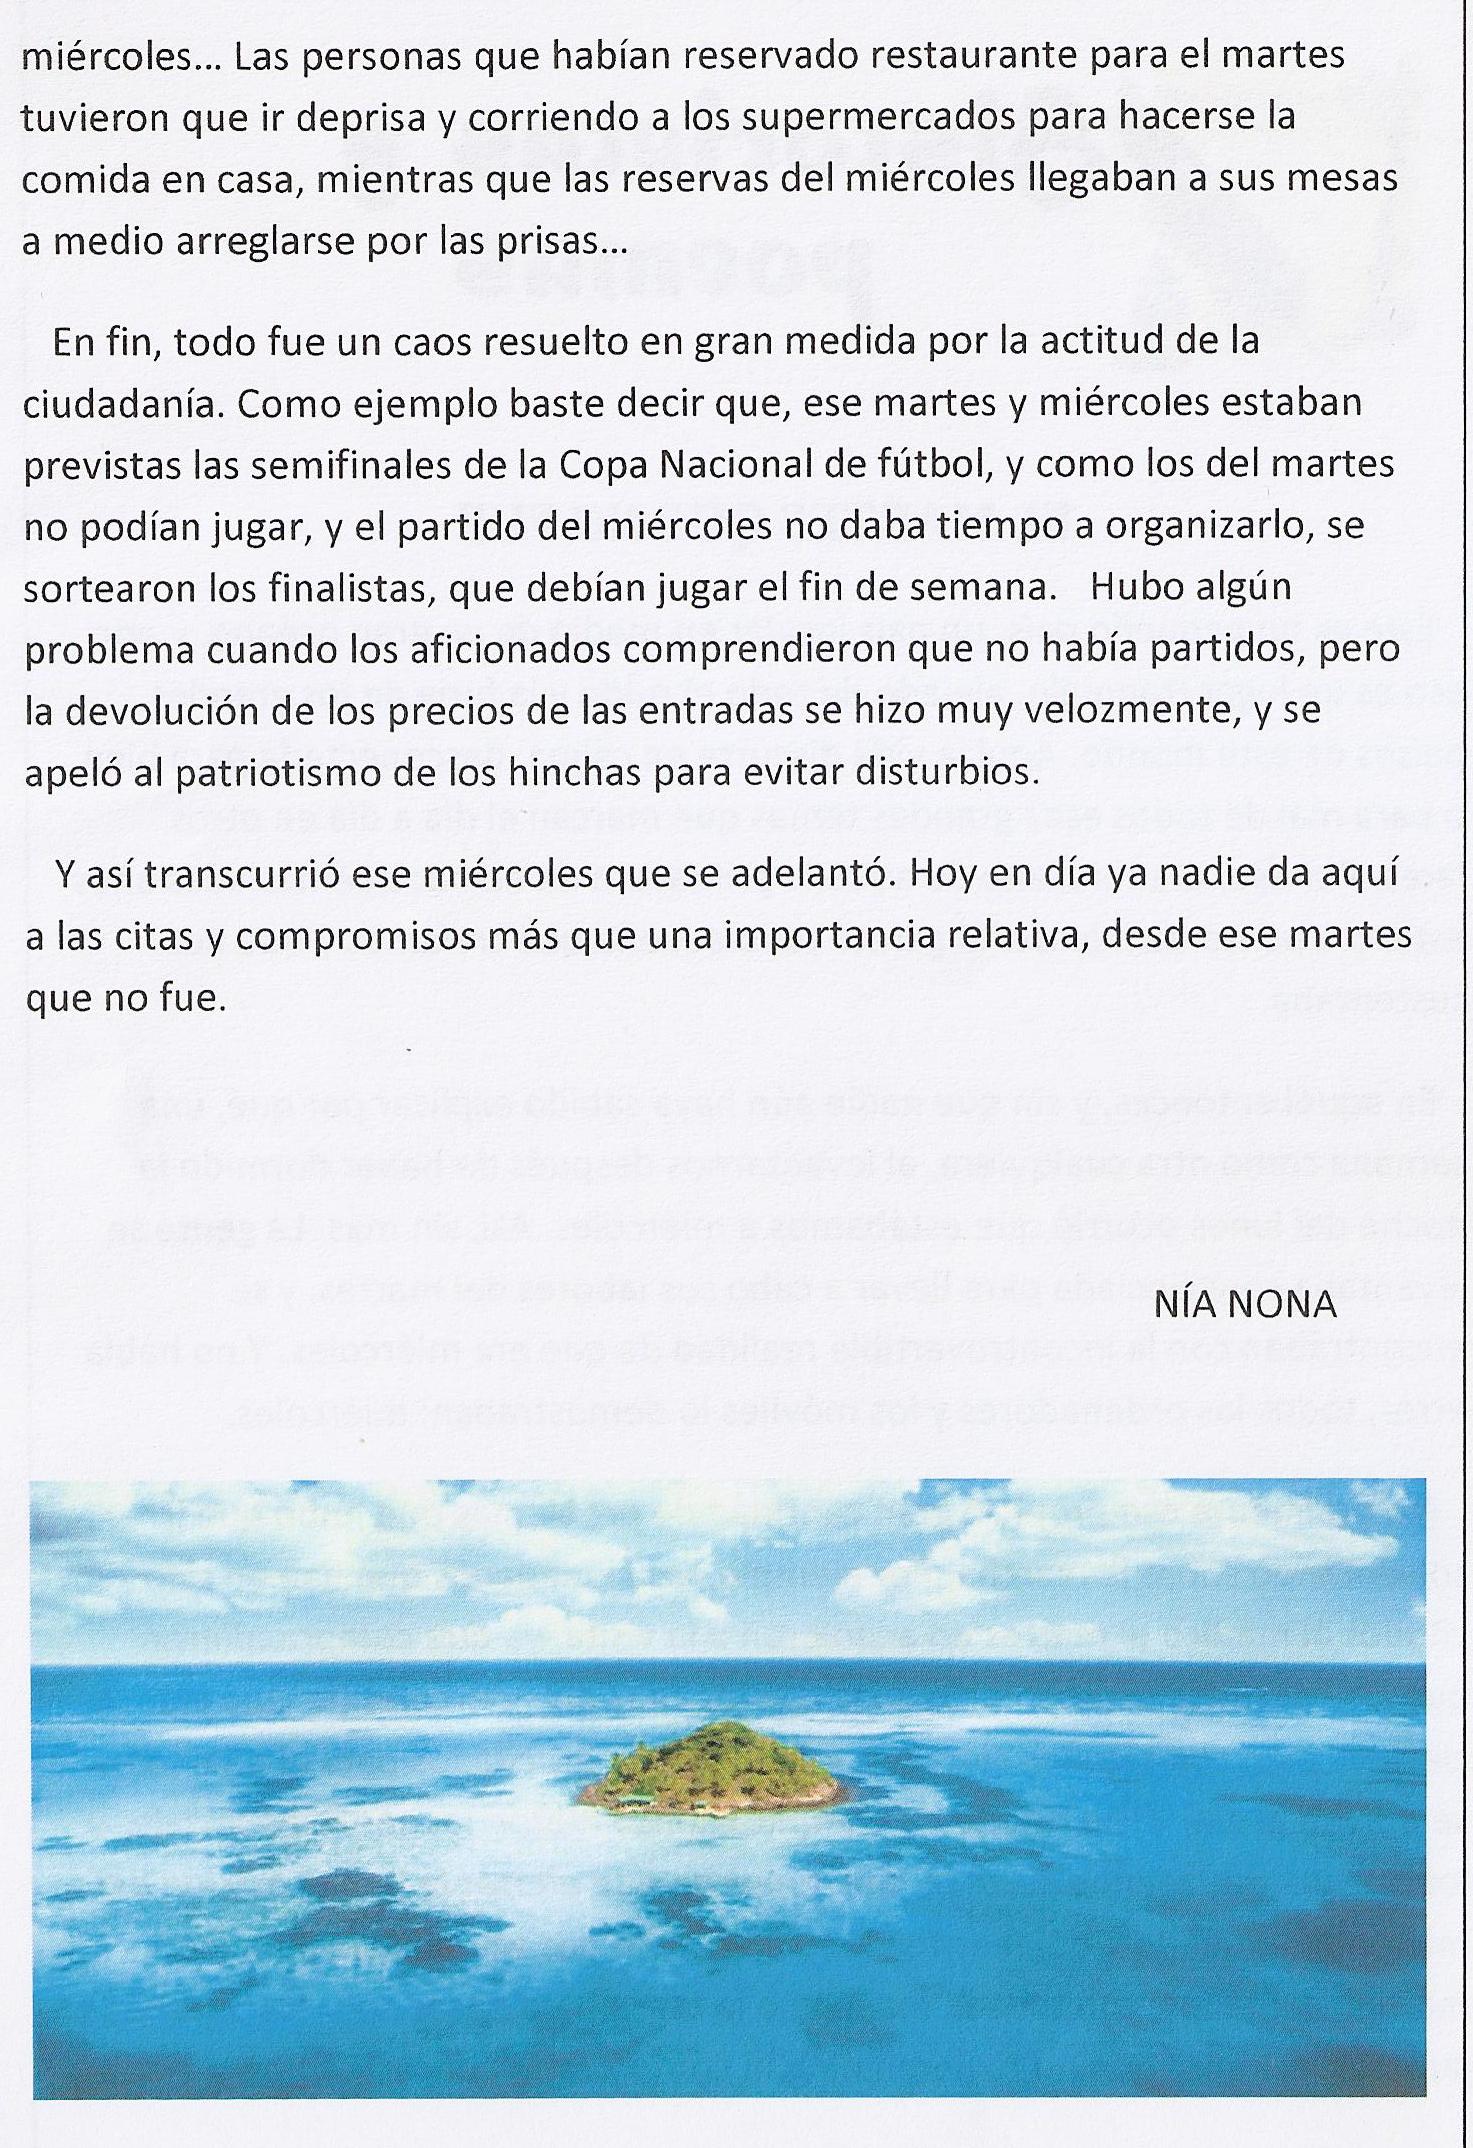 miércoles... Las personas que habían reservado restaurante para el martes
tuvieron que ir deprisa y corriendo a los supermercados para hacerse la
comida en casa, mientras que las reservas del miércoles llegaban a sus mesas
a medio arreglarse por las prisas...
En fin, todo fue un caos resuelto en gran medida por la actitud de la
ciudadanía. Como ejemplo baste decir que, ese martes y miércoles estaban
previstas las semifinales de la Copa Nacional de fútbol, y como los del martes
no podían jugar, y el partido del miércoles no daba tiempo a organizarlo, se
sortearon los finalistas, que debían jugar el fin de semana. Hubo algún
problema cuando los aficionados comprendieron que no había partidos, pero
la devolución de los precios de las entradas se hizo muy velozmente, y se
apeló al patriotismo de los hinchas para evitar disturbios.
Y así transcurrió ese miércoles que se adelantó. Hoy en día ya nadie da aquí
a las citas y compromisos más que una importancia relativa, desde ese martes
que no fue.
NÍA NONA